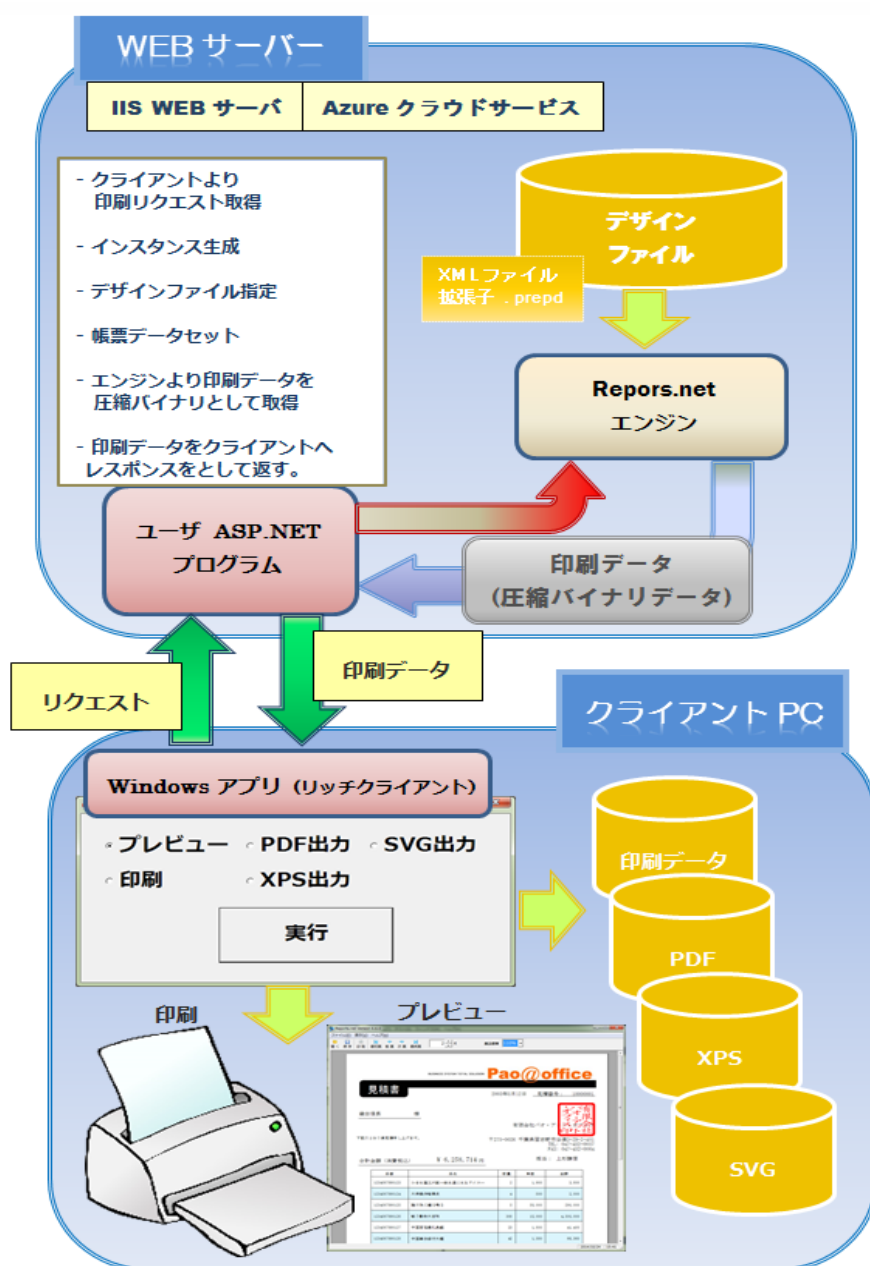 WEB サーバー
IIS WEB サーバ
Azure クラウドサービス
- クライアントより
印刷リクエスト取得
- インスタンス生成
- デザインファイル指定
- 帳票データセット
- エンジンより印刷データを
圧縮バイナリとして取得
- 印刷データをクライアントへ
レスポンスをとして返す。
デザイン
ファイル
XMLファイル
拡張子 . prepd
Repors.net
エンジン
ユーザ ASP.NET
プログラム
印刷データ
(圧縮バイナリデータ)
リクエスト
印刷データ
クライアント PC
Windows アプリ (リッチクライアント)
プレビュー
PDF出力
SVG出力
印刷
XPS出力
実行
印刷データ
PDF
XPS
SVG
印刷
プレビュー
Pao@office
見積書